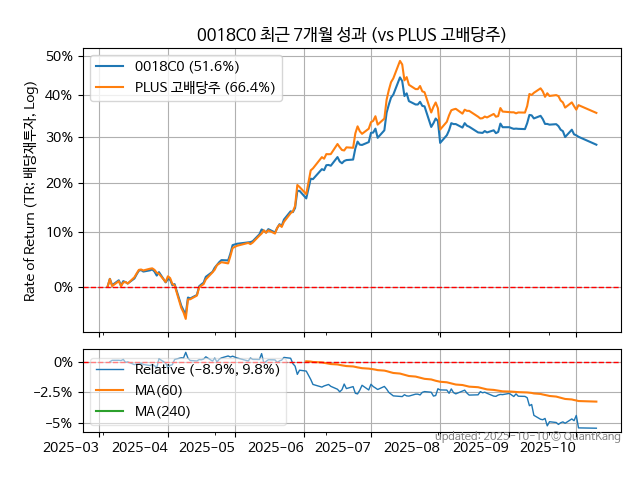 0018C0 최근 7개월 성과 (vs PLUS 고배당주)
Rate of Return (TR: 배당재투자, Log)
50%
40%
30%
20%
10%
0%
0018C0 (51.6%)
PLUS 고배당주 (66.4%)
0%
−2.5%
−5%
Relative (−8.9%, 9.8%)
MA(60)
MA(240)
updated: 2025-10-10 © QuantKang
2025-03 2025-04 2025-05 2025-06 2025-07 2025-08 2025-09 2025-10